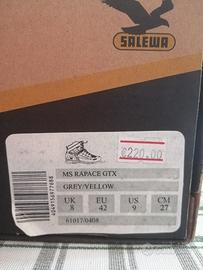 SALEWA
€220.00
MS RAPACE GTX
GREY/YELLOW
UK EU US CM
8 42 9 27
61017/0408